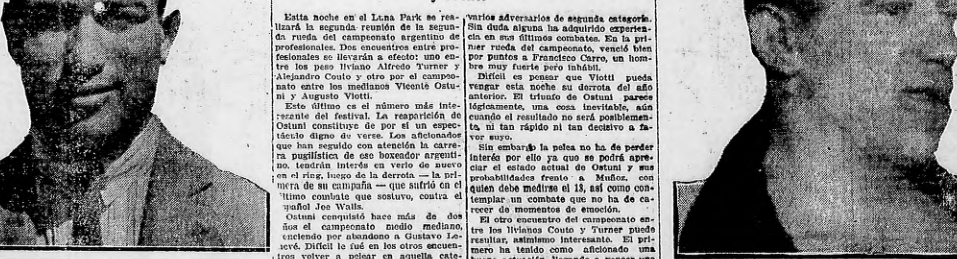 Esta noche en el Luna Park se rea-
lizará la segunda reunión de la segun-
da rueda del campeonato argentino de
profesionales. Dos encuentros entre pro-
fesionales se llevarán a efecto: uno en-
tre los peso liviano Alfredo Turner y
Alejandro Couto y otro por el campeo-
nato entre los medianos Vicente Ostu-
ni y Augusto Viotti.
Este último es el número más inte-
resante del festival. La reaparición de
Ostuni constituye de por sí un espec-
táculo digno de verse. Los aficionados
que han seguido con atención la carre-
ra pugilística de ese boxeador argenti-
no, tendrán interés en verlo de nuevo
en el ring, luego de la derrota — la pri-
mera de su campaña — que sufrió en el
último combate que sostuvo, contra el
español Joe Walls.
Ostuni conquistó hace más de dos
años el campeonato medio mediano,
venciendo por abandono a Gustavo
Difícil le fué en los otros encuen-
tros volver a pelear en aquella cate-
varios adversarios de segunda categoría.
Sin duda alguna ha adquirido experien-
cia en sus últimos combates. En la pri-
mer rueda del campeonato, venció bien
por puntos a Francisco Carro, un hom-
bre muy fuerte pero inhábil.
Difícil es pensar que Viotti pueda
vengar esta noche su derrota del año
anterior. El triunfo de Ostuni parece
lógicamente, una cosa inevitable, aún
cuando el resultado no será posiblemen-
te, ni tan rápido ni tan decisivo a fa-
vor suyo.
Sin embargo la pelea no ha de perder
interés por ello ya que se podrá apre-
ciar el estado actual de Ostuni y sus
probabilidades frente a Muñoz, con
quien debe medirse el 13, así como con-
templar un combate que no ha de ca-
recer de momentos de emoción.
El otro encuentro del campeonato en-
tre los livianos Couto y Turner puede
resultar, asimismo interesante. El pri-
mero ha tenido como aficionado una